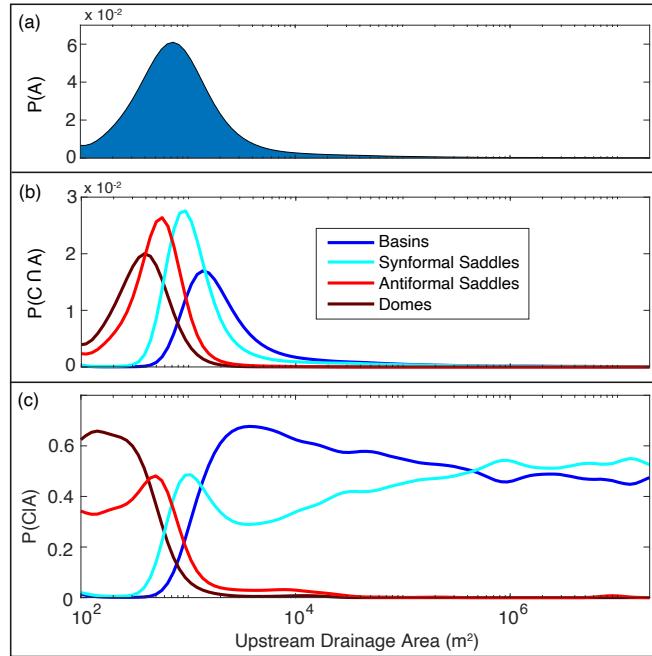 (a)
x 10-2
P(A)
6
4
2
0
(b)
x 10-2
P(C ∩ A)
3
2
1
0
Basins
Synformal Saddles
Antiformal Saddles
Domes
(c)
P(C|A)
0.6
0.4
0.2
0
10² 10⁴ 10⁶
Upstream Drainage Area (m²)